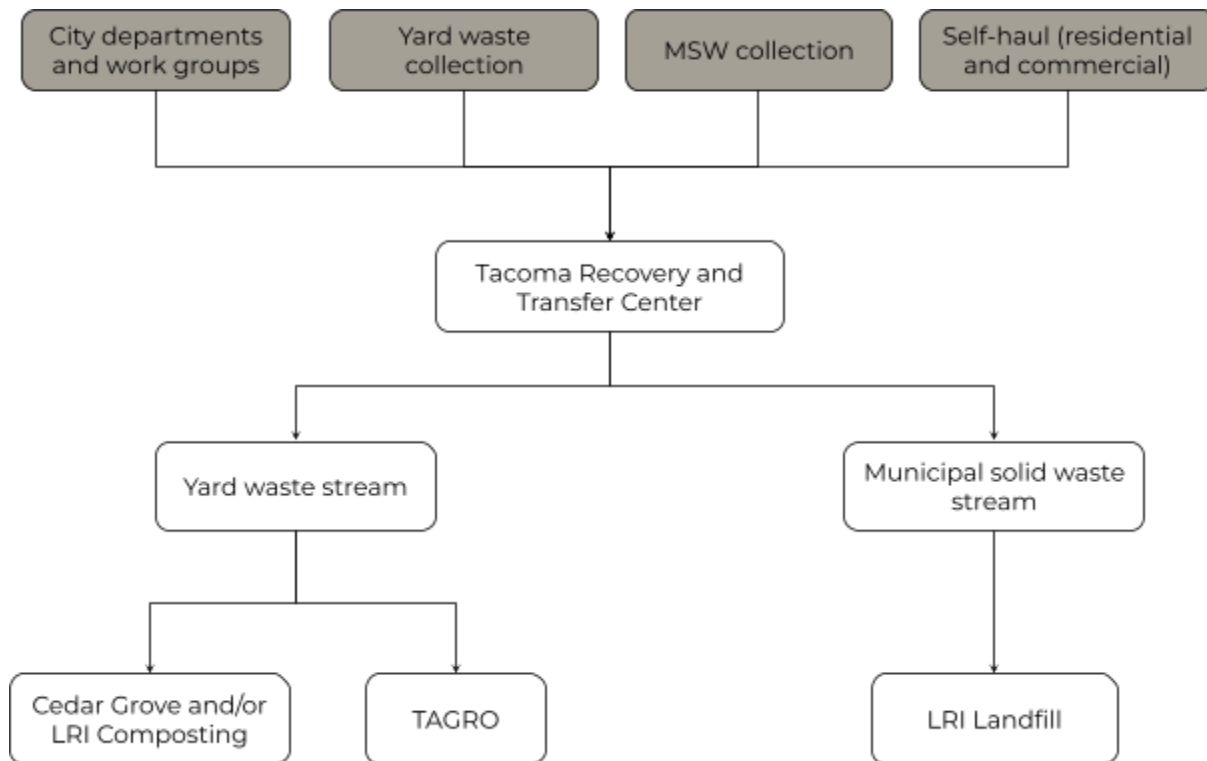 City departments
and work groups
Yard waste
collection
MSW collection
Self-haul (residential
and commercial)
Tacoma Recovery and
Transfer Center
Yard waste stream
Municipal solid waste
stream
Cedar Grove and/or
LRI Composting
TAGRO
LRI Landfill